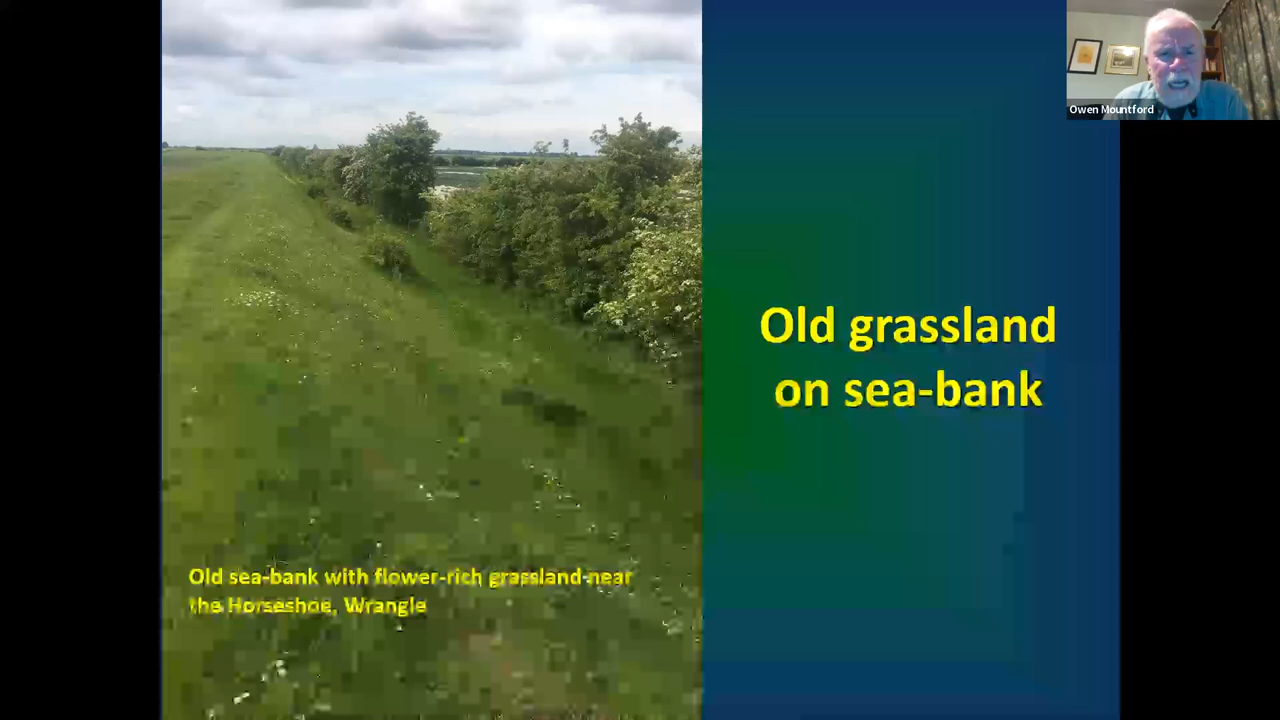 Owen Mountford
Old grassland
on sea-bank
Old sea-bank with flower-rich grassland near
the Horseshoe, Wrangle